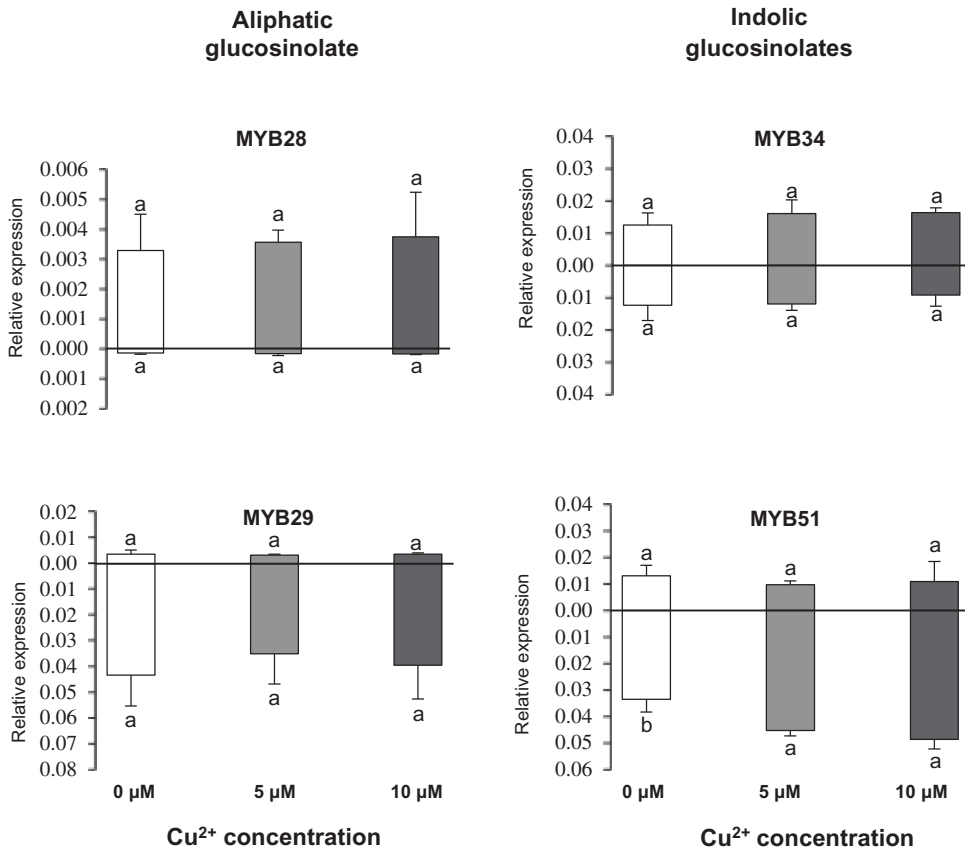 Aliphatic
glucosinolate
Indolic
glucosinolates
MYB28
Relative expression
0.006
0.005
0.004
0.003
0.002
0.001
0.000
0.001
0.002
a
a
a
a
a
a
MYB34
Relative expression
0.04
0.03
0.02
0.01
0.00
0.01
0.02
0.03
0.04
a
a
a
a
a
a
MYB29
Relative expression
0.02
0.01
0.00
0.01
0.02
0.03
0.04
0.05
0.06
0.07
0.08
a
a
a
a
a
a
0 µM
5 µM
10 µM
Cu²⁺ concentration
MYB51
Relative expression
0.04
0.03
0.02
0.01
0.00
0.01
0.02
0.03
0.04
0.05
0.06
a
a
a
b
a
a
0 µM
5 µM
10 µM
Cu²⁺ concentration